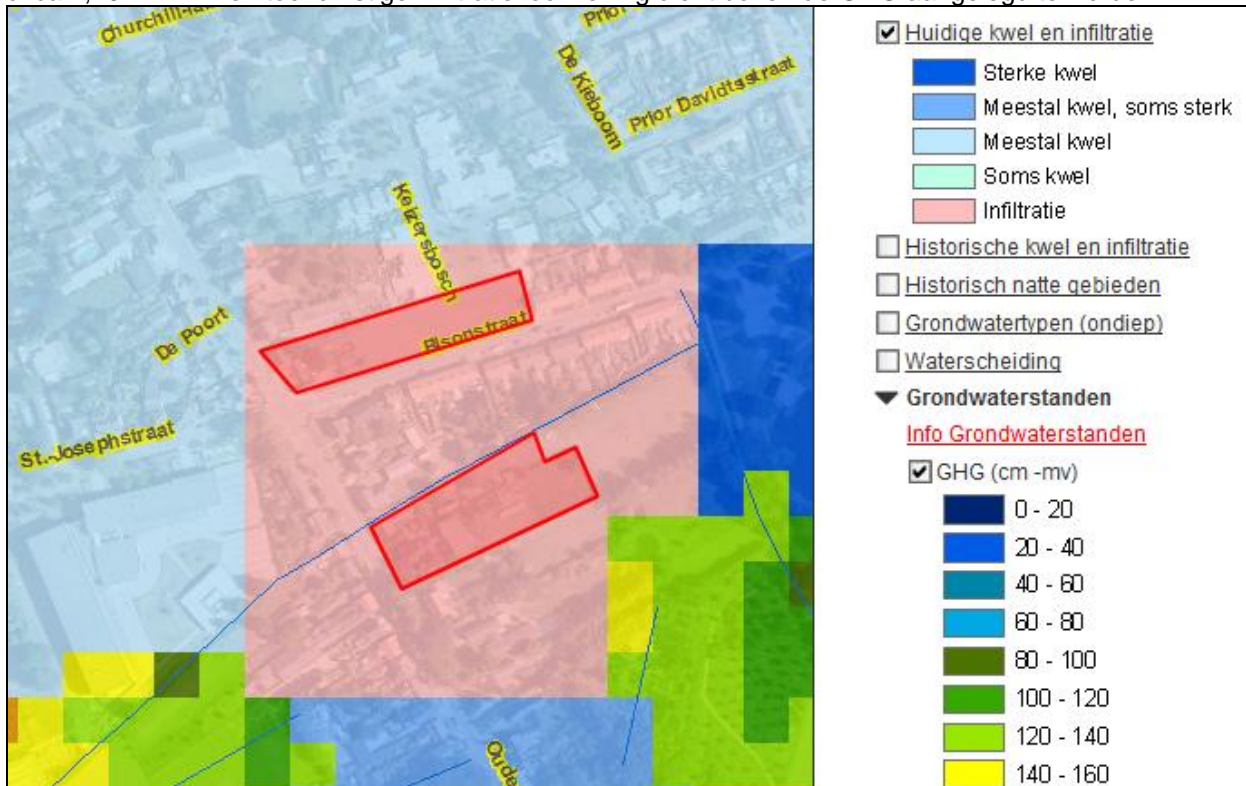 Churchill-laan
Prior
De Kieboom
Prior Davidtsstraat
Keizersbosch
De Poort
Bisonstraat
St.-Josephstraat
Oude
Huidige kwel en infiltratie
Sterke kwel
Meestal kwel, soms sterk
Meestal kwel
Soms kwel
Infiltratie
Historische kwel en infiltratie
Historisch natte gebieden
Grondwatertypen (ondiep)
Waterscheiding
Grondwaterstanden
Info Grondwaterstanden
GHG (cm -mv)
0 - 20
20 - 40
40 - 60
60 - 80
80 - 100
100 - 120
120 - 140
140 - 160